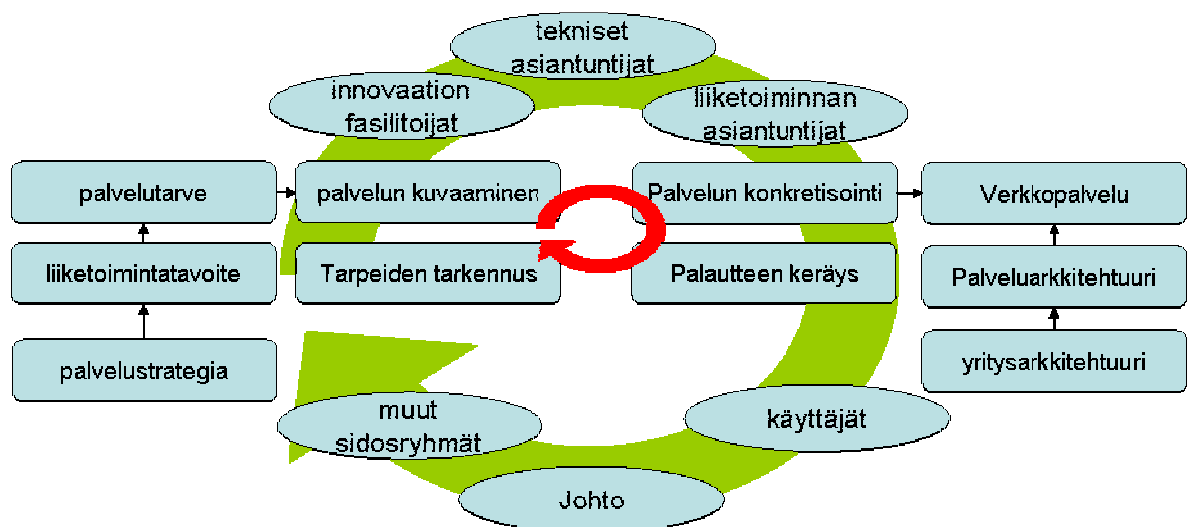 tekniset
asiantuntijat
innovaation
fasilitoijat
liiketoiminnan
asiantuntijat
palvelutarve
palvelun kuvaaminen
Palvelun konkretisointi
Verkkopalvelu
liiketoimintatavoite
Tarpeiden tarkennus
Palautteen keräys
Palveluarkkitehtuuri
palvelustrategia
yritysarkkitehtuuri
muut
sidosryhmät
käyttäjät
Johto